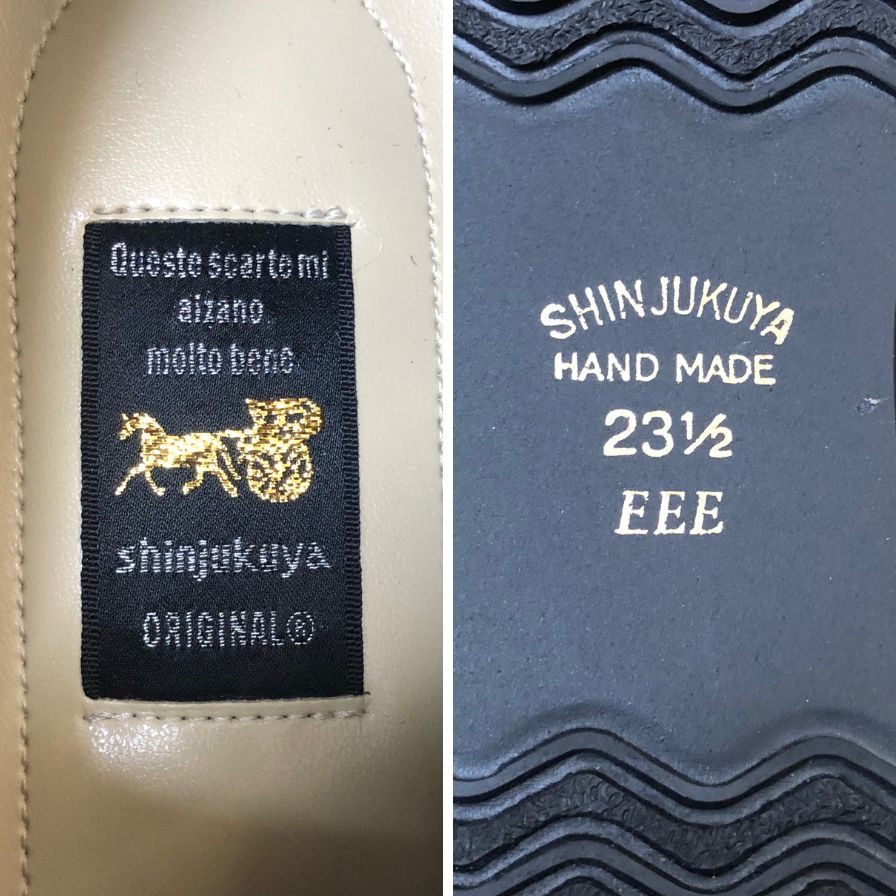 Queste scarte mi
aizano
molto bene
shinjukuya
ORIGINAL®
SHINJUKUYA
HAND MADE
23½
EEE